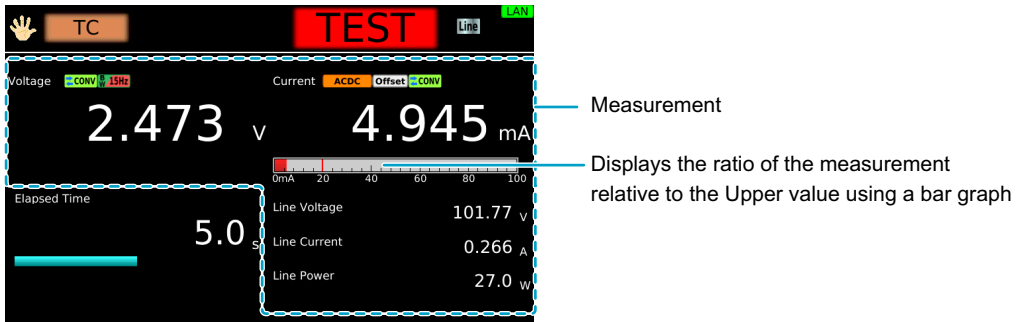 LAN
TC TEST Line
Voltage CONV 15Hz Current ACDC Offset CONV
2.473 V 4.945 mA
0mA 20 40 60 80 100
Elapsed Time
5.0 s
Line Voltage 101.77 V
Line Current 0.266 A
Line Power 27.0 W
Measurement
Displays the ratio of the measurement
relative to the Upper value using a bar graph